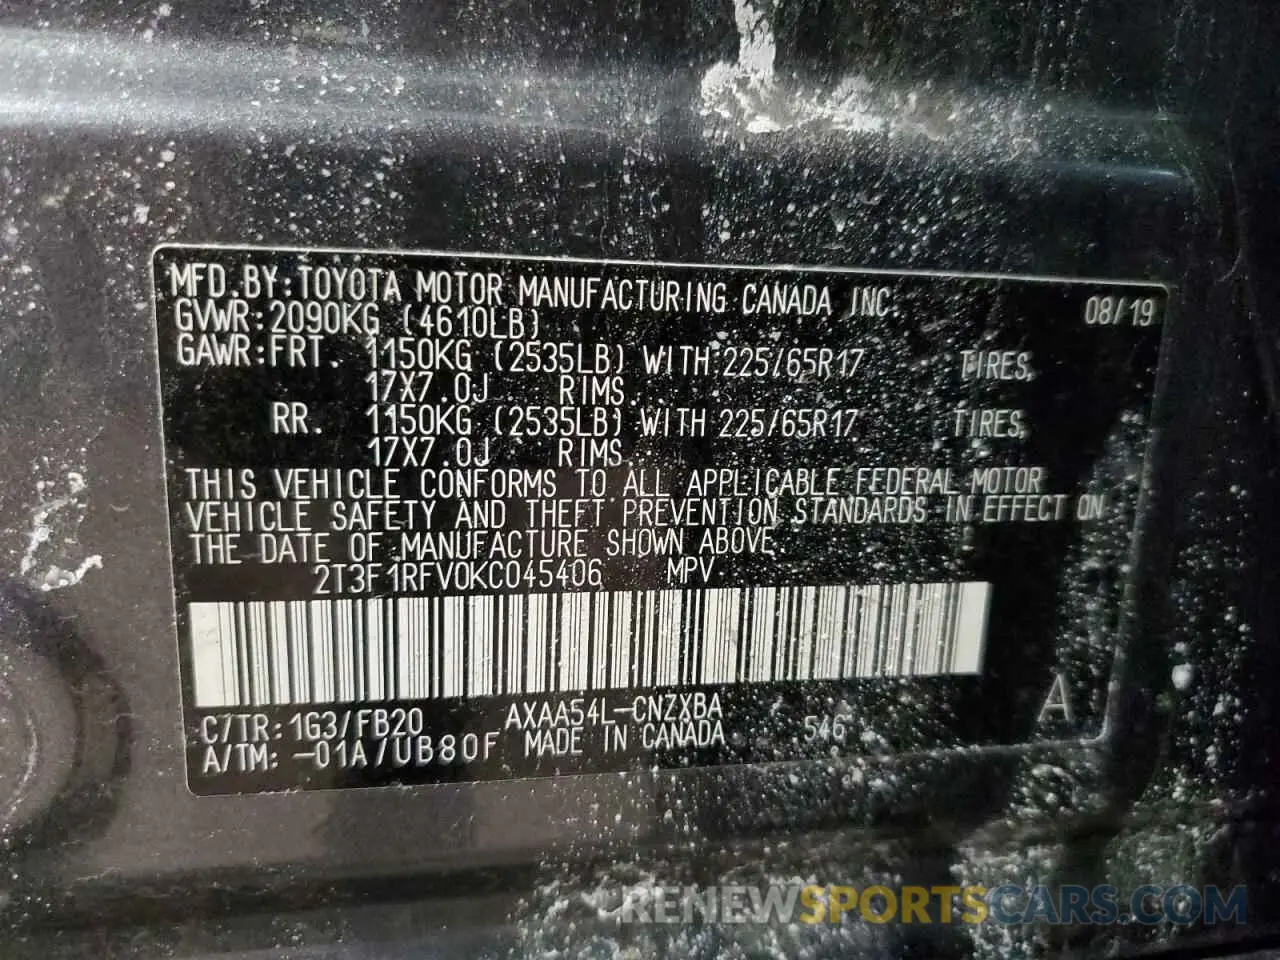 MFD.BY:TOYOTA MOTOR MANUFACTURING CANADA INC. 08/19
GVWR:2090KG (4610LB)
GAWR:FRT. 1150KG (2535LB) WITH 225/65R17 TIRES,
17X7.0J RIMS.
RR. 1150KG (2535LB) WITH 225/65R17 TIRES,
17X7.0J RIMS.
THIS VEHICLE CONFORMS TO ALL APPLICABLE FEDERAL MOTOR
VEHICLE SAFETY AND THEFT PREVENTION STANDARDS IN EFFECT ON
THE DATE OF MANUFACTURE SHOWN ABOVE.
2T3F1RFV0KC045406 MPV
C/TR:1G3/FB20 AXAA54L-CNZXBA A
A/TM: -01A/UB80F MADE IN CANADA 546
RENEWSPORTSCARS.COM